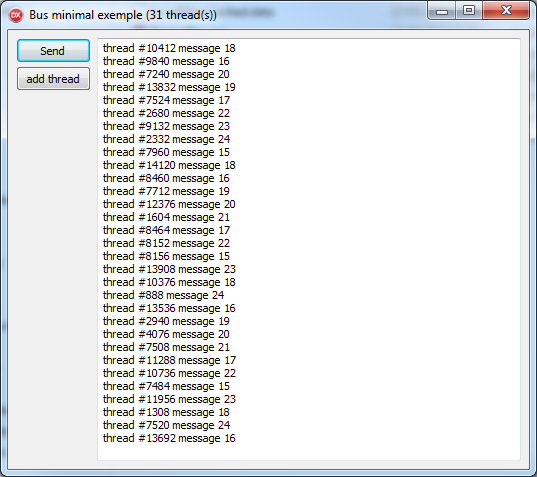 DX Bus minimal exemple (31 thread(s))
Send
add thread
thread #10412 message 18
thread #9840 message 16
thread #7240 message 20
thread #13832 message 19
thread #7524 message 17
thread #2680 message 22
thread #9132 message 23
thread #2332 message 24
thread #7960 message 15
thread #14120 message 18
thread #8460 message 16
thread #7712 message 19
thread #12376 message 20
thread #1604 message 21
thread #8464 message 17
thread #8152 message 22
thread #8156 message 15
thread #13908 message 23
thread #10376 message 18
thread #888 message 24
thread #13536 message 16
thread #2940 message 19
thread #4076 message 20
thread #7508 message 21
thread #11288 message 17
thread #10736 message 22
thread #7484 message 15
thread #11956 message 23
thread #1308 message 18
thread #7520 message 24
thread #13692 message 16